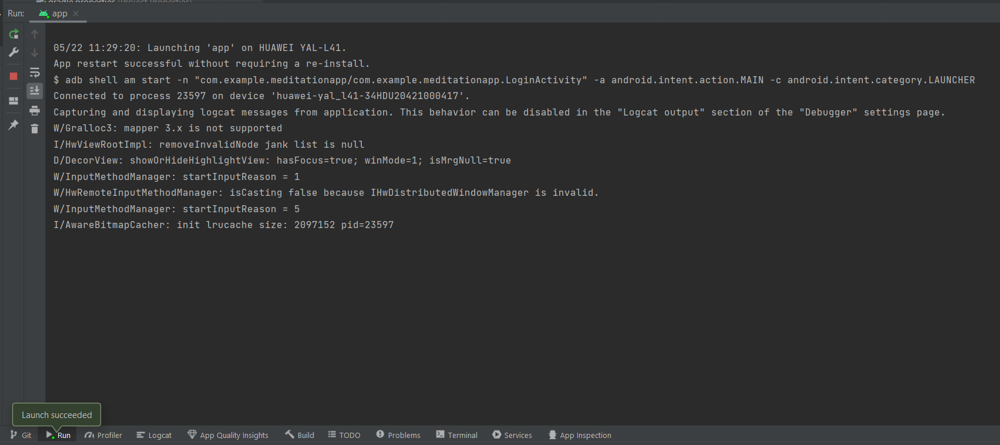 gradle.properties (Project Properties)
Run: app
05/22 11:29:20: Launching 'app' on HUAWEI YAL-L41.
App restart successful without requiring a re-install.
$ adb shell am start -n "com.example.meditationapp/com.example.meditationapp.LoginActivity" -a android.intent.action.MAIN -c android.intent.category.LAUNCHER
Connected to process 23597 on device 'huawei-yal_l41-34HDU20421000417'.
Capturing and displaying logcat messages from application. This behavior can be disabled in the "Logcat output" section of the "Debugger" settings page.
W/Gralloc3: mapper 3.x is not supported
I/HwViewRootImpl: removeInvalidNode jank list is null
D/DecorView: showOrHideHighlightView: hasFocus=true; winMode=1; isMrgNull=true
W/InputMethodManager: startInputReason = 1
W/HwRemoteInputMethodManager: isCasting false because IHwDistributedWindowManager is invalid.
W/InputMethodManager: startInputReason = 5
I/AwareBitmapCacher: init lrucache size: 2097152 pid=23597
Launch succeeded
Git Run Profiler Logcat App Quality Insights Build TODO Problems Terminal Services App Inspection